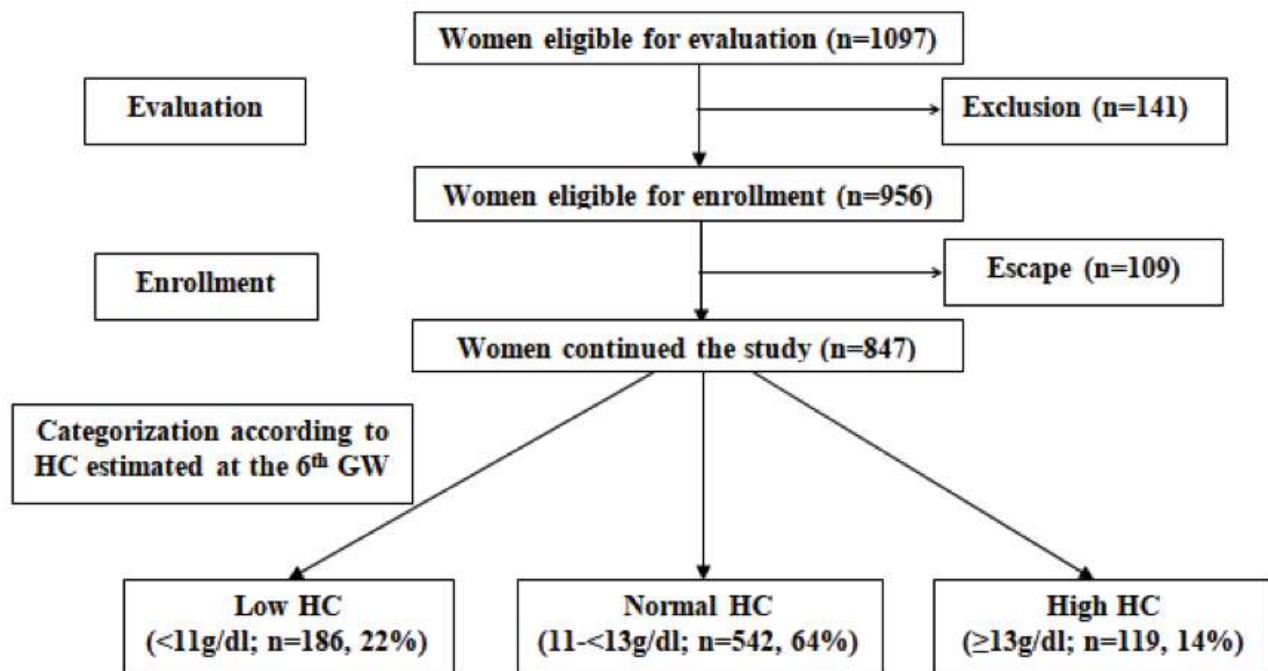 Women eligible for evaluation (n=1097)
Evaluation
Exclusion (n=141)
Women eligible for enrollment (n=956)
Enrollment
Escape (n=109)
Women continued the study (n=847)
Categorization according to
HC estimated at the 6th GW
Low HC
(<11g/dl; n=186, 22%)
Normal HC
(11-<13g/dl; n=542, 64%)
High HC
(≥13g/dl; n=119, 14%)